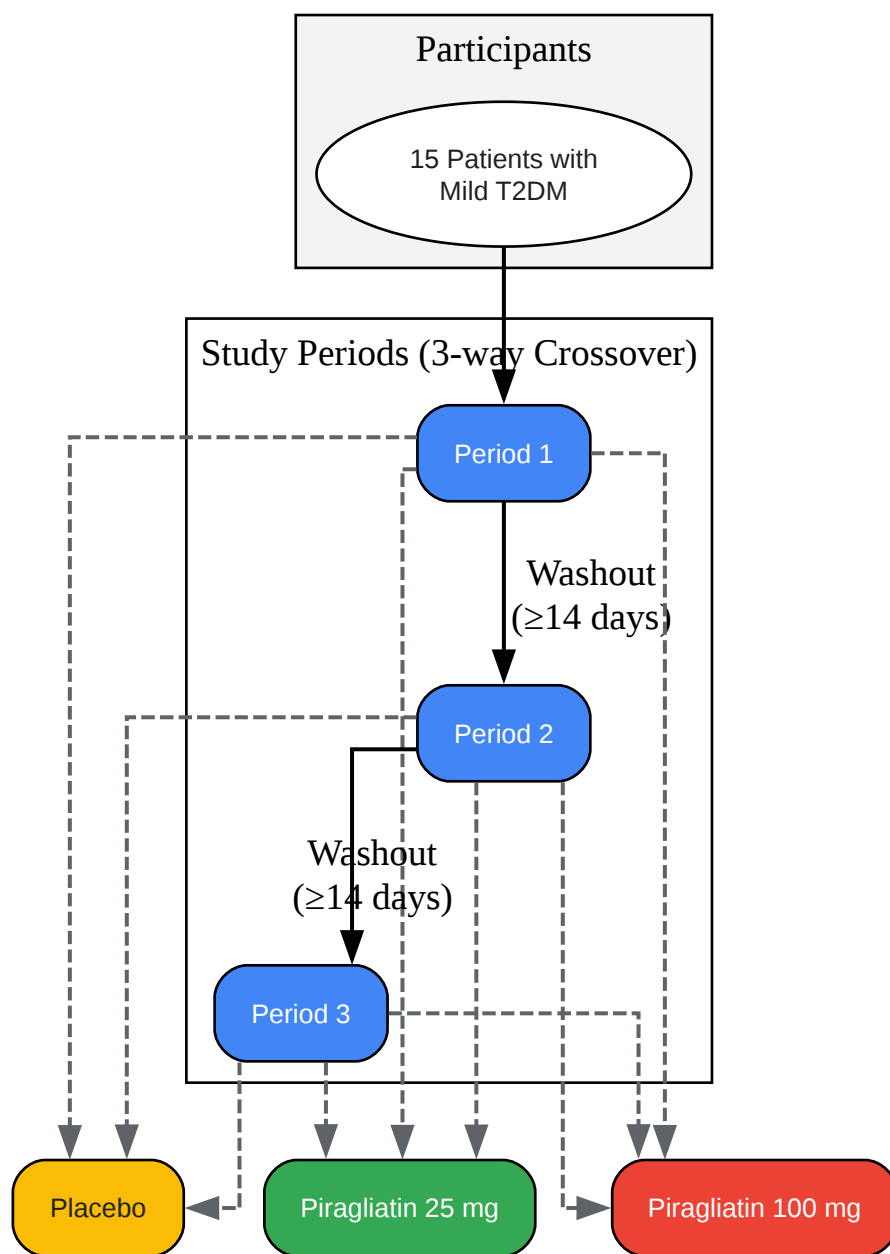 Participants
15 Patients with
Mild T2DM
Study Periods (3-way Crossover)
Period 1
Washout
(≥14 days)
Period 2
Washout
(≥14 days)
Period 3
Placebo
Piragliatin 25 mg
Piragliatin 100 mg